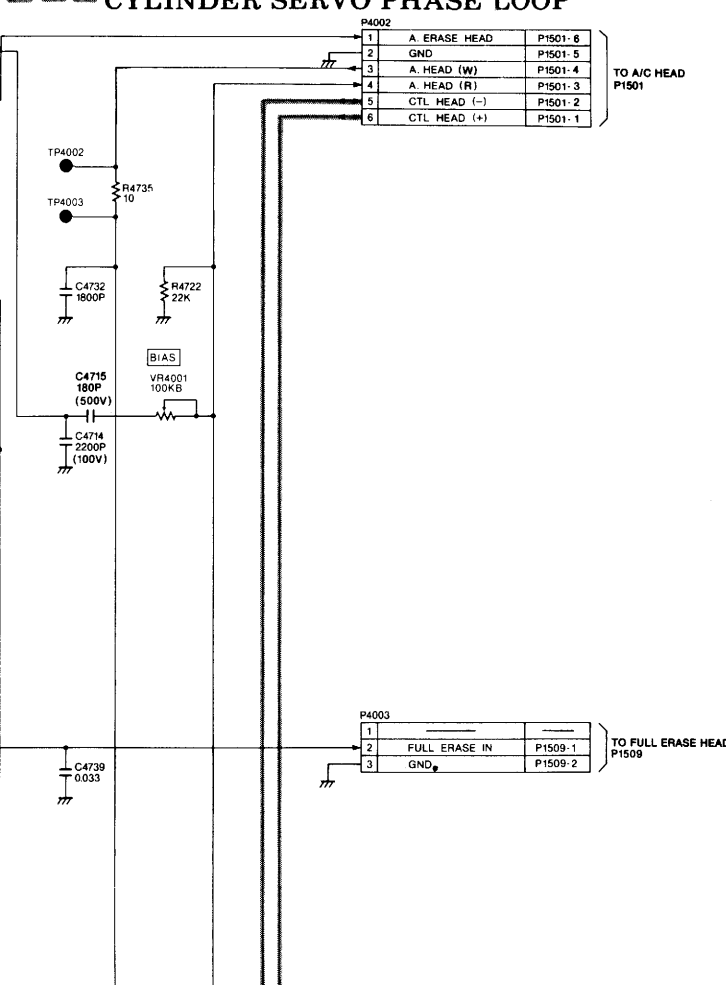 CYLINDER SERVO PHASE LOOP
P4002
1 A. ERASE HEAD P1501-6
2 GND P1501-5
3 A. HEAD (W) P1501-4
4 A. HEAD (R) P1501-3
5 CTL HEAD (-) P1501-2
6 CTL HEAD (+) P1501-1
TO A/C HEAD
P1501
TP4002
R4735
10
TP4003
C4732
1800P
R4722
22K
BIAS
C4715
180P
(500V)
VR4001
100KB
C4714
2200P
(100V)
P4003
1
2 FULL ERASE IN P1509-1
3 GND P1509-2
TO FULL ERASE HEAD
P1509
C4739
0.033